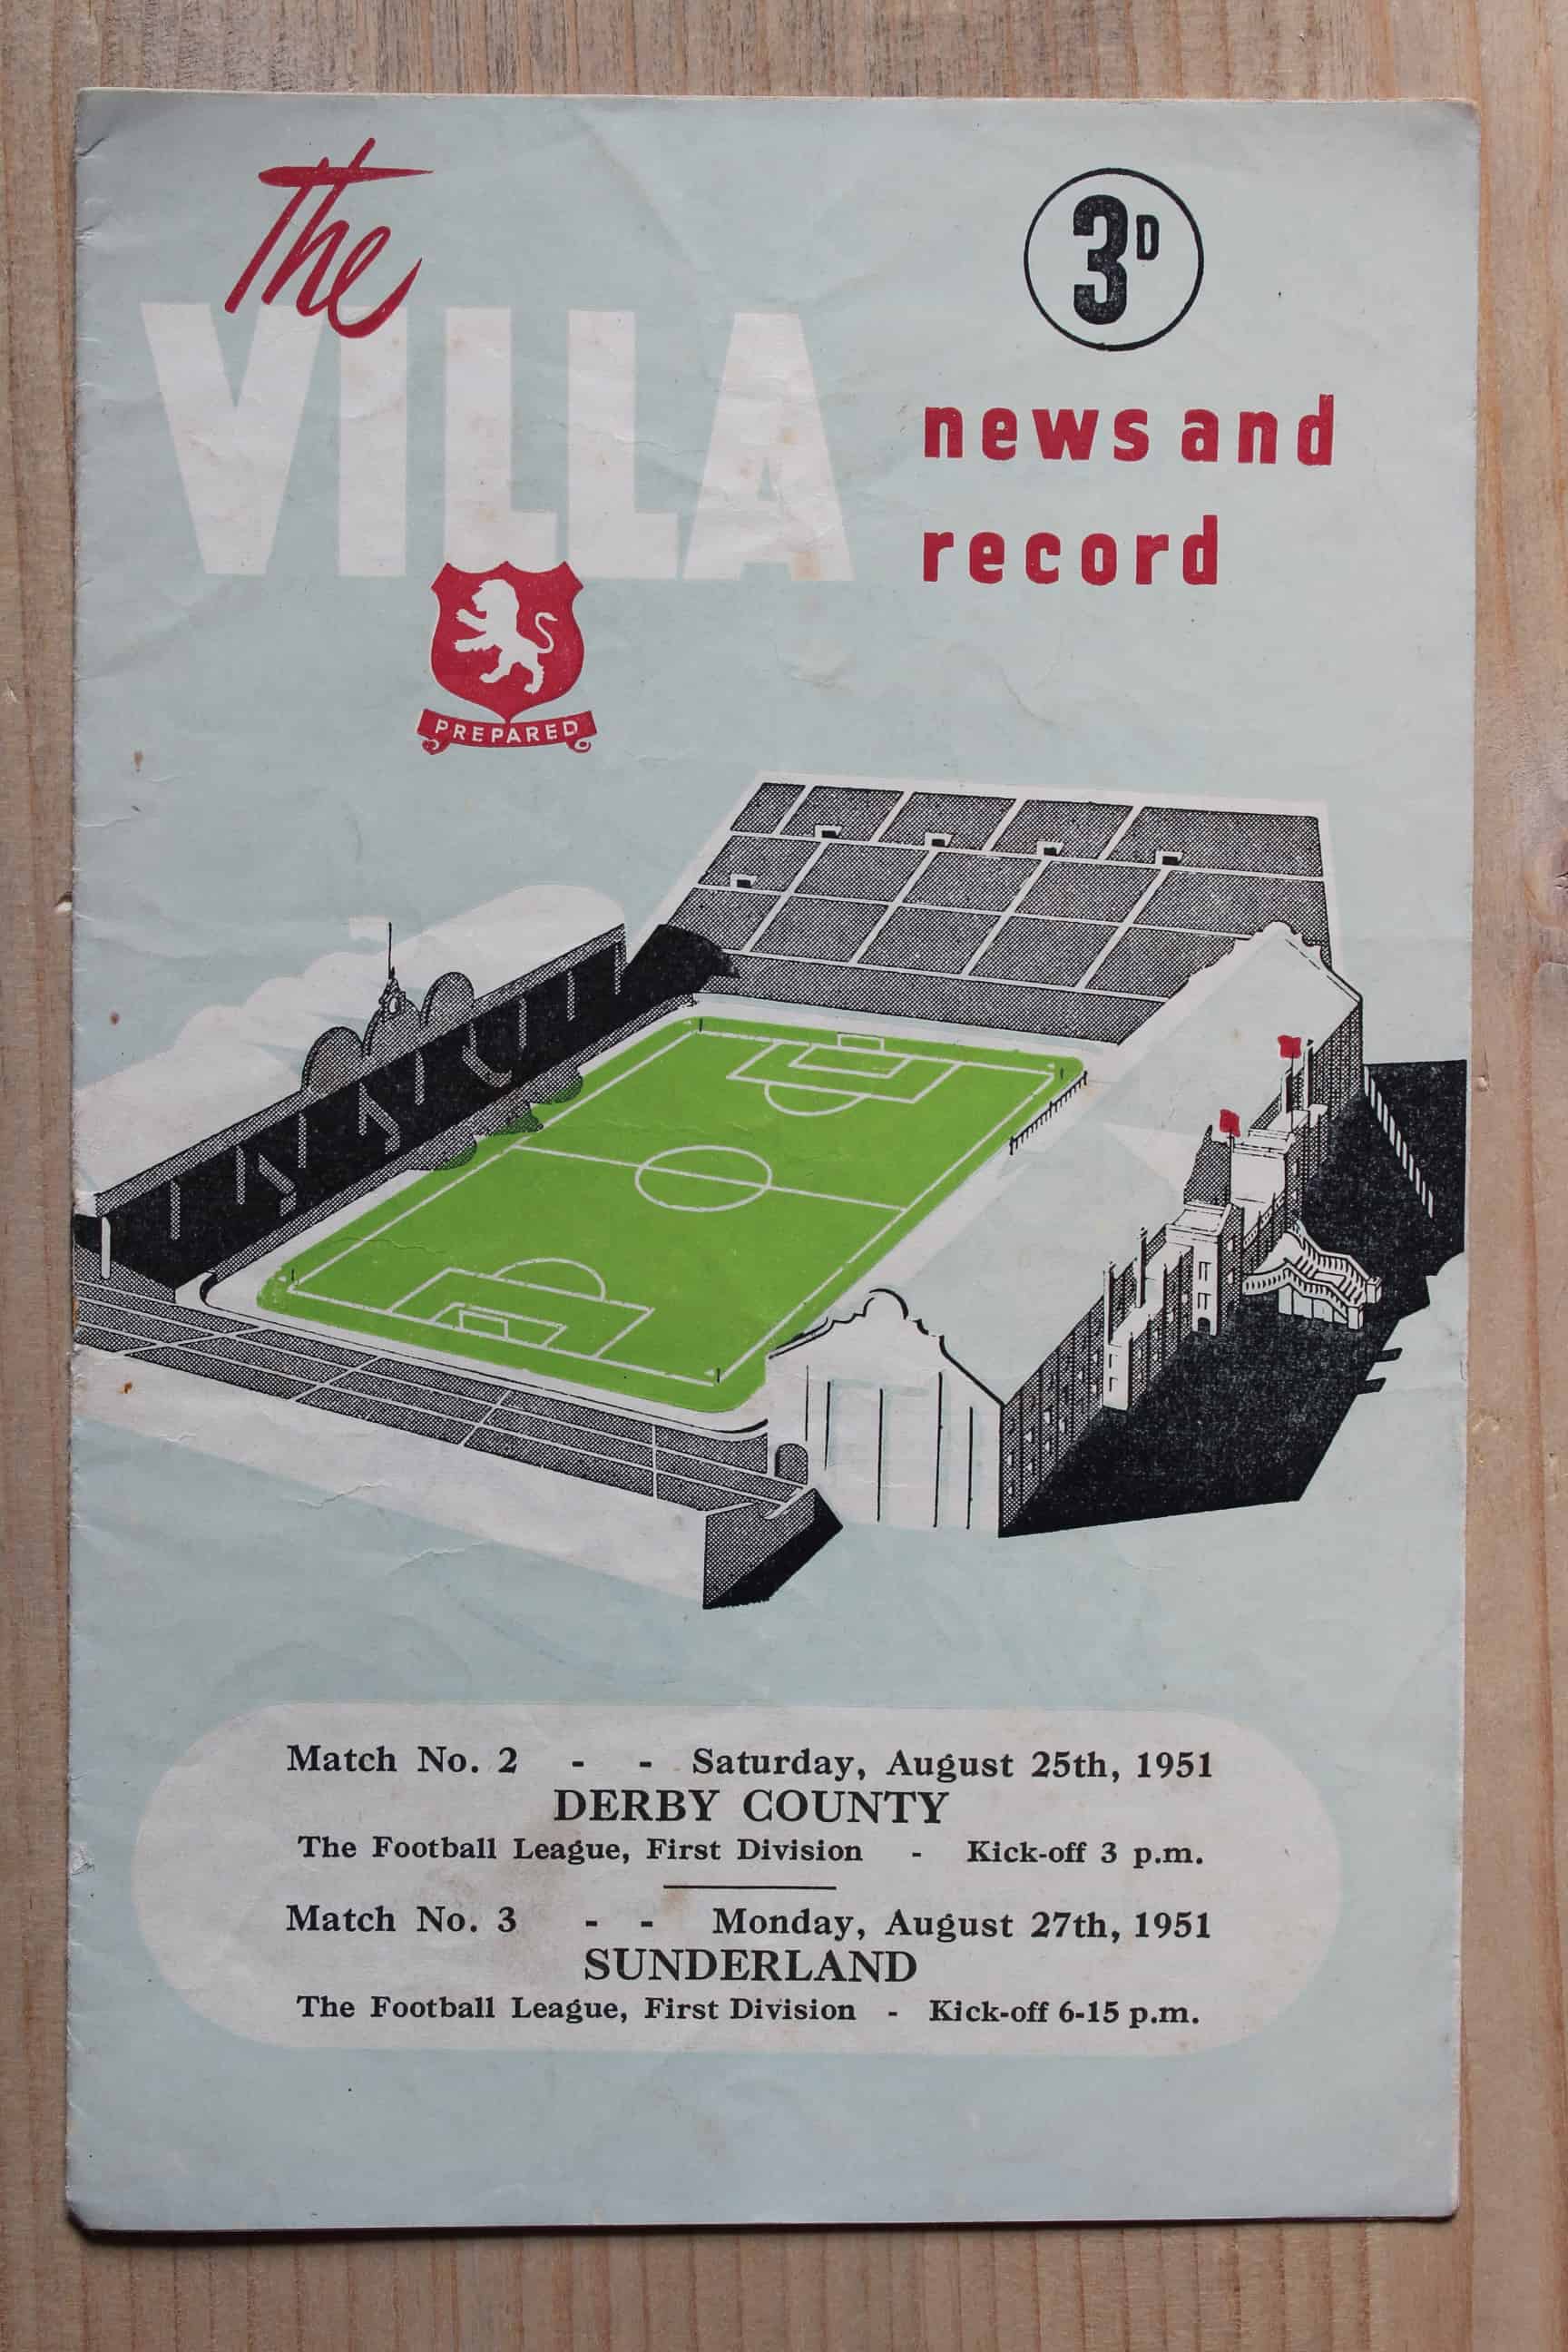 The
VILLA
3D
news and
record
PREPARED
Match No. 2 - - Saturday, August 25th, 1951
DERBY COUNTY
The Football League, First Division - Kick-off 3 p.m.
Match No. 3 - - Monday, August 27th, 1951
SUNDERLAND
The Football League, First Division - Kick-off 6-15 p.m.